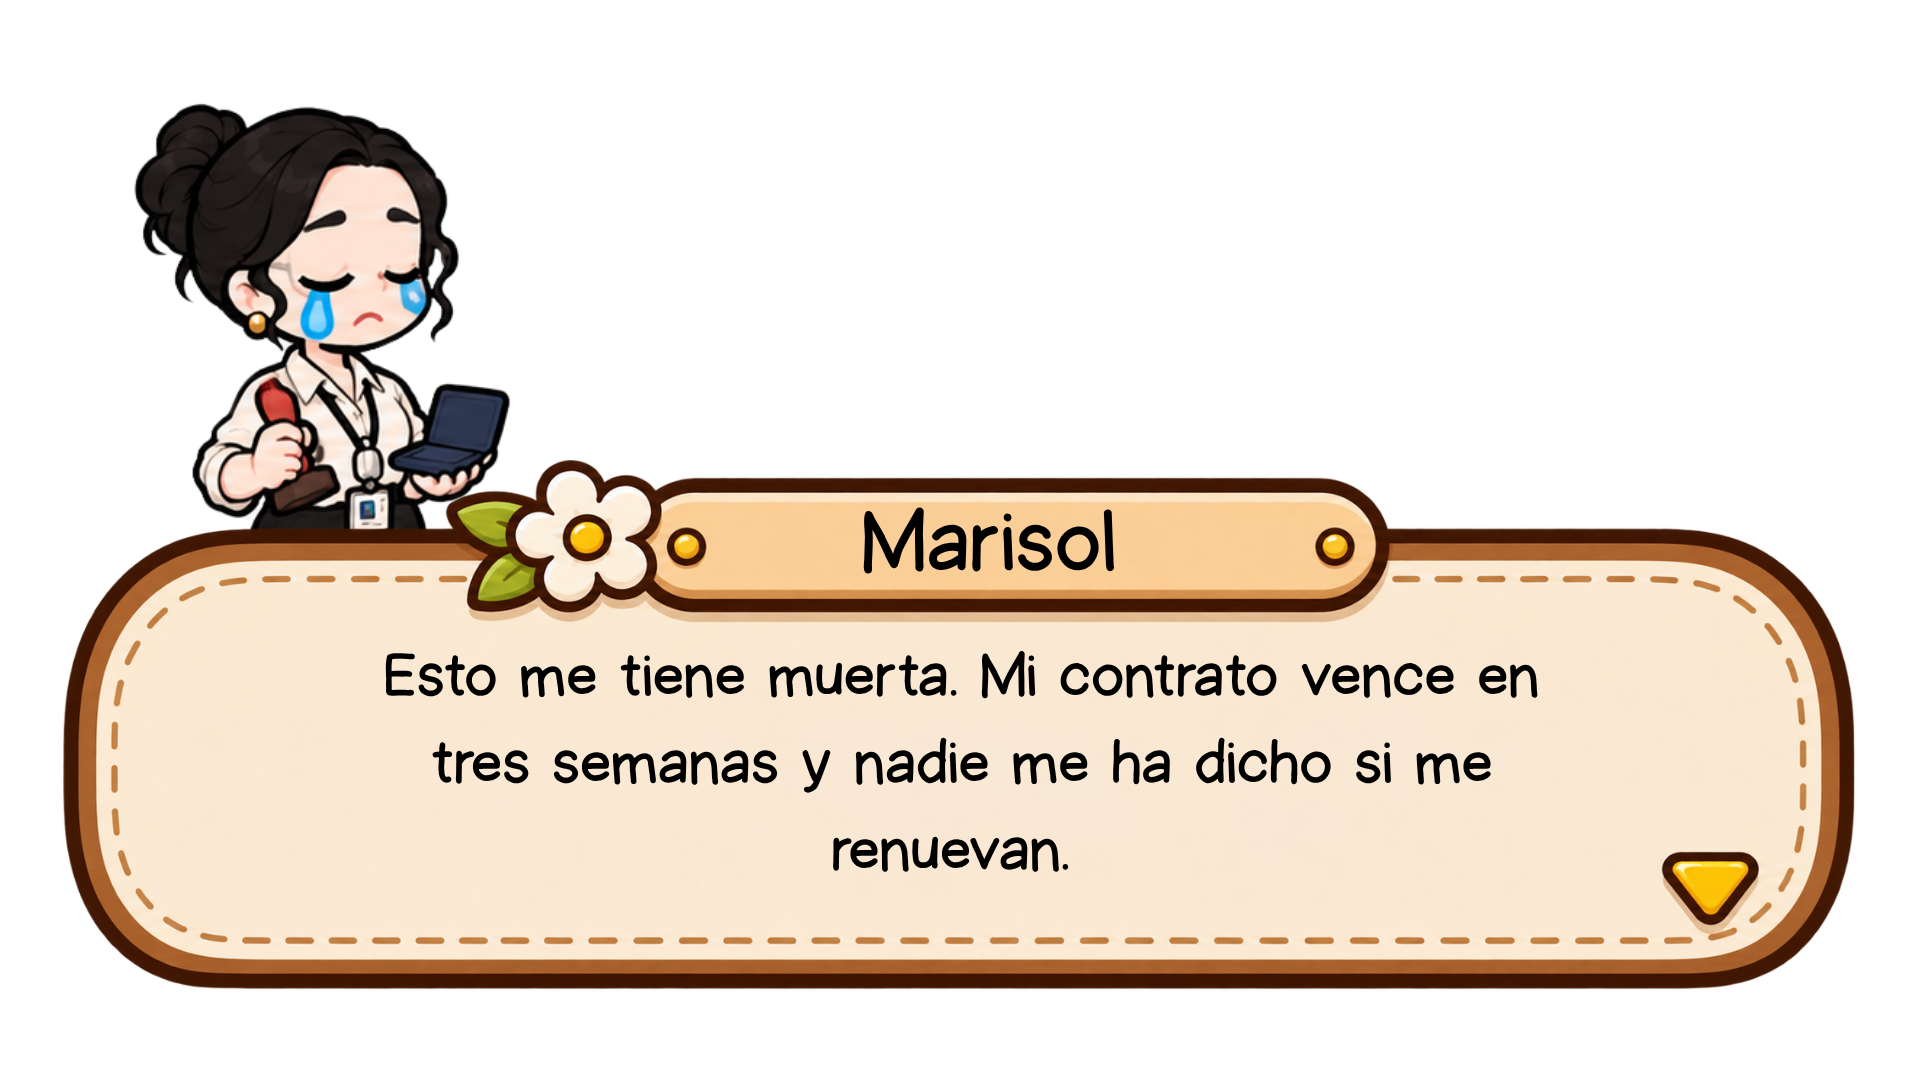 Marisol
Esto me tiene muerta. Mi contrato vence en
tres semanas y nadie me ha dicho si me
renuevan.